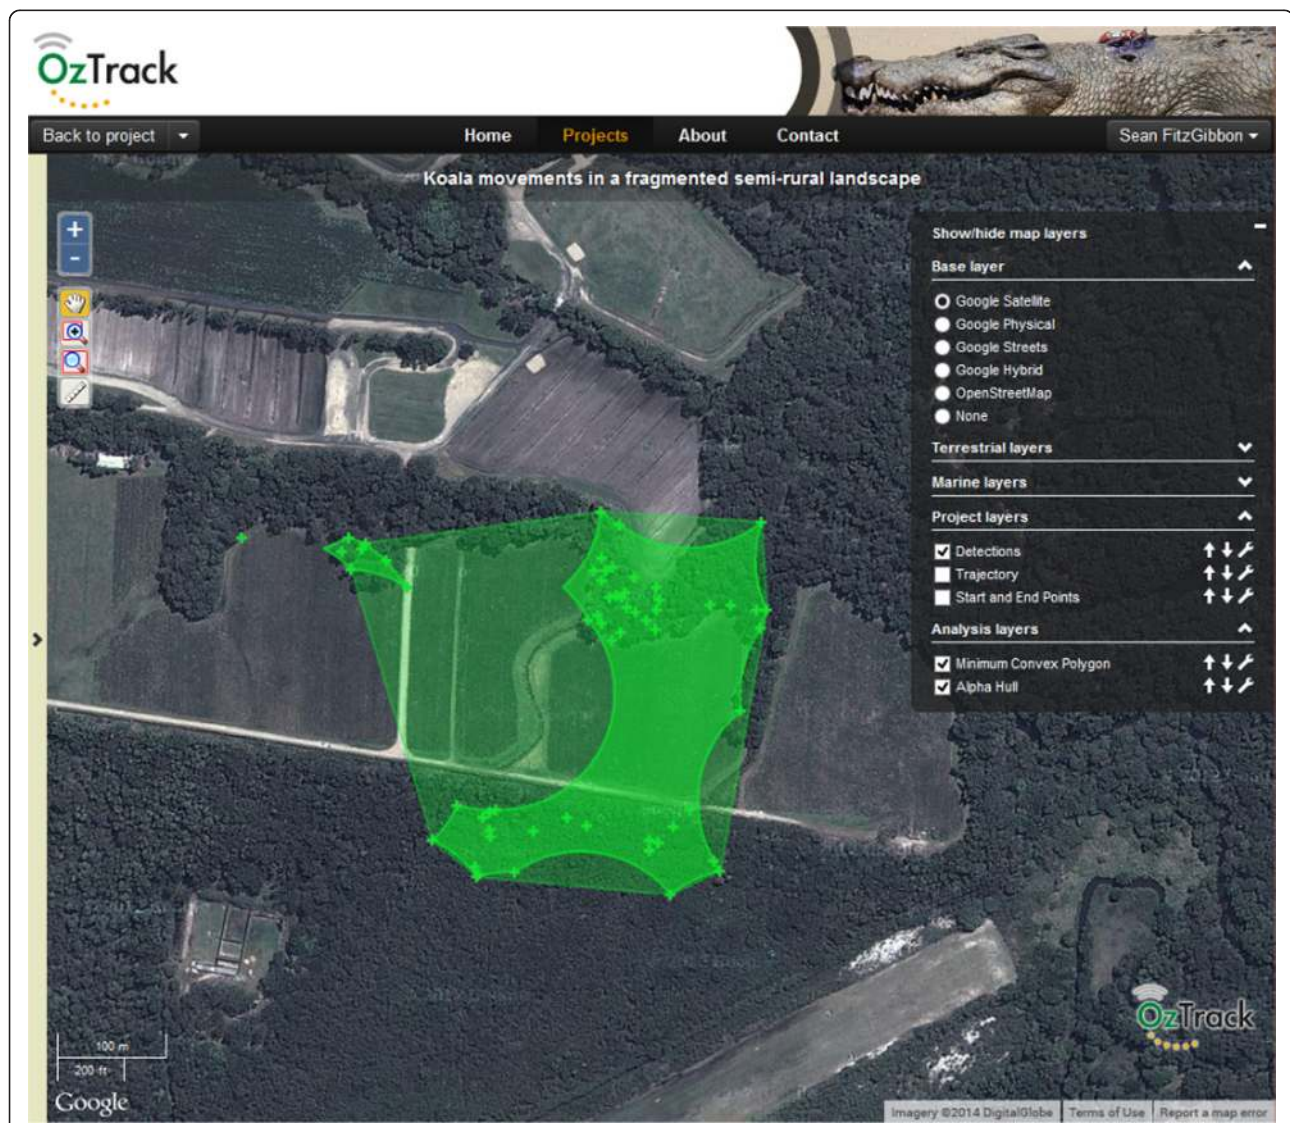 OzTrack
Back to project
Home
Projects
About
Contact
Sean FitzGibbon
Koala movements in a fragmented semi-rural landscape
+
-
Show/hide map layers
Base layer
Google Satellite
Google Physical
Google Streets
Google Hybrid
OpenStreetMap
None
Terrestrial layers
Marine layers
Project layers
Detections
Trajectory
Start and End Points
Analysis layers
Minimum Convex Polygon
Alpha Hull
OzTrack
100 m
200 ft
Google
Imagery ©2014 DigitalGlobe
Terms of Use
Report a map error